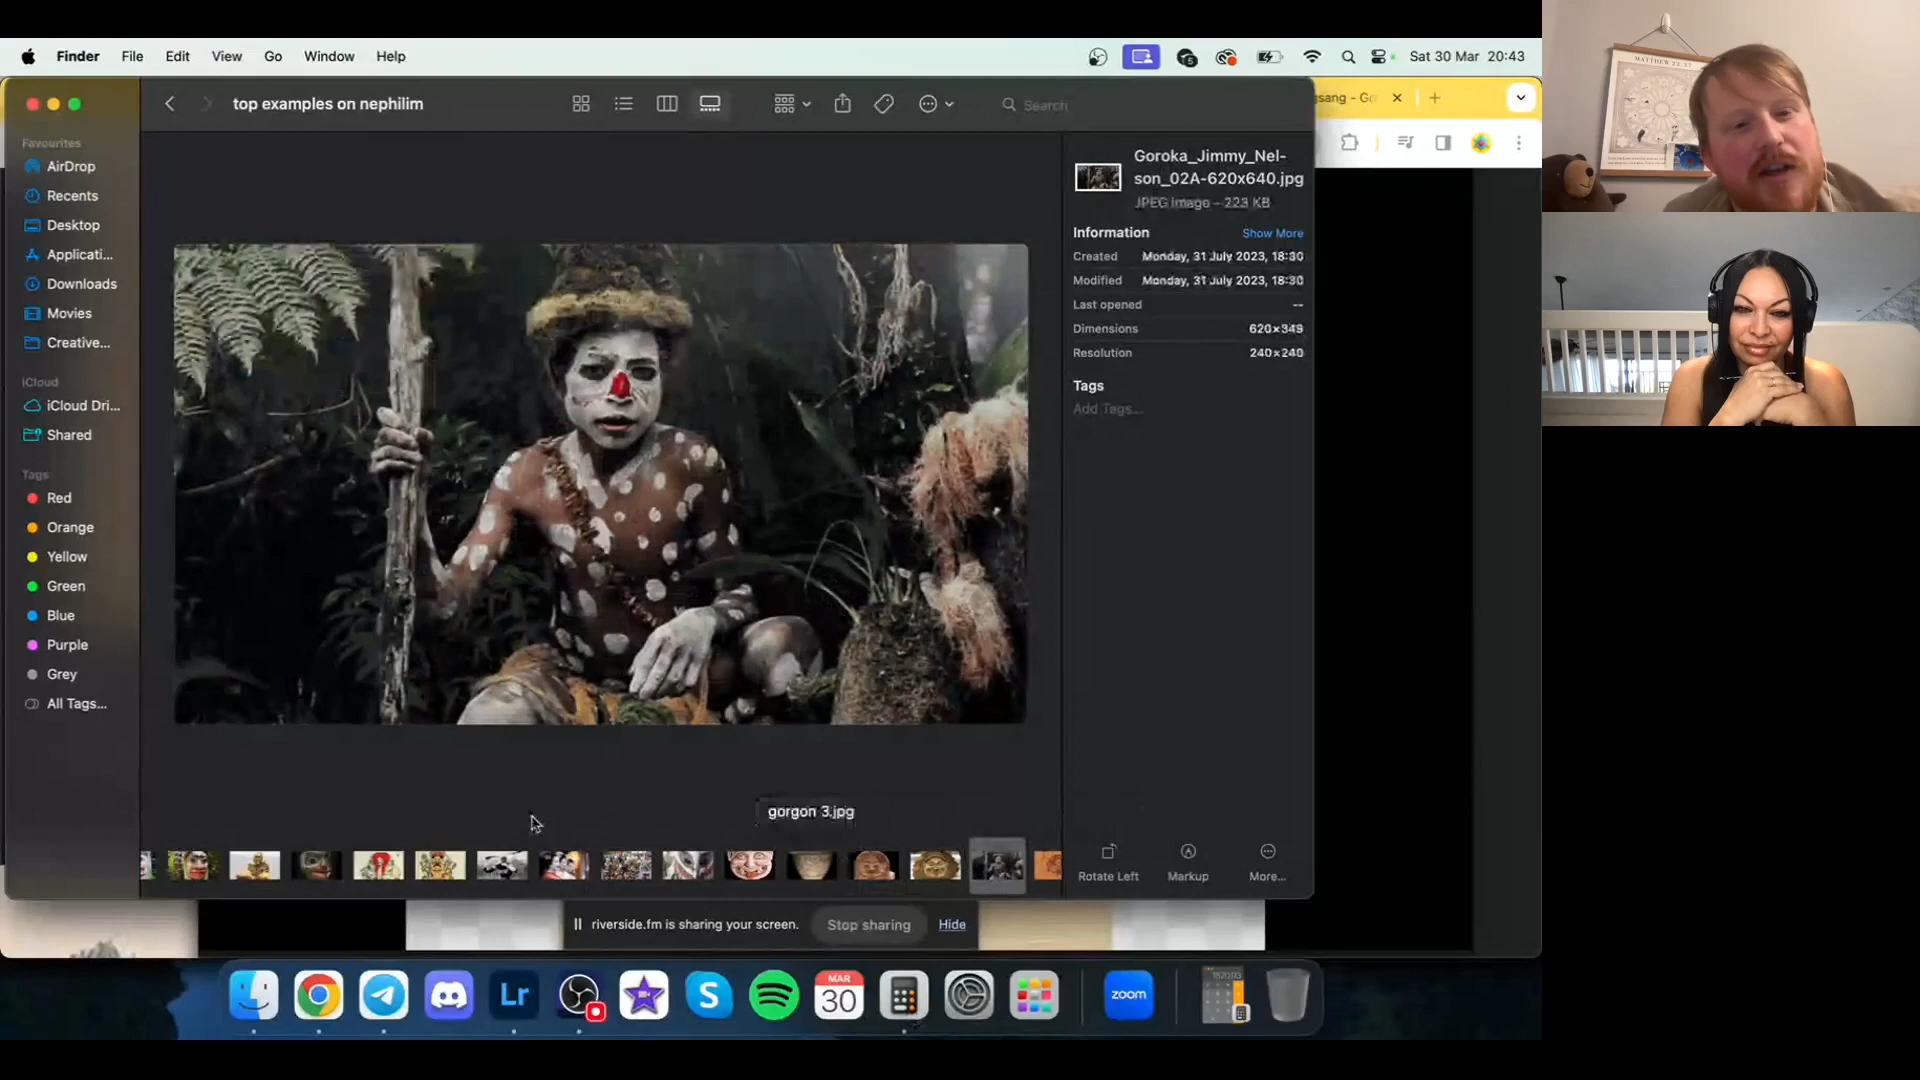 Finder File Edit View Go Window Help
Sat 30 Mar 20:43
top examples on nephilim
Search
Favourites
AirDrop
Recents
Desktop
Applicati...
Downloads
Movies
Creative...
iCloud
iCloud Dri...
Shared
Tags
Red
Orange
Yellow
Green
Blue
Purple
Grey
All Tags...
Goroka_Jimmy_Nel-
son_02A-620x640.jpg
JPEG image – 223 KB
Information Show More
Created Monday, 31 July 2023, 18:30
Modified Monday, 31 July 2023, 18:30
Last opened --
Dimensions 620×349
Resolution 240×240
Tags
Add Tags...
gorgon 3.jpg
Rotate Left Markup More...
riverside.fm is sharing your screen. Stop sharing Hide
Lr
S
MAR
30
zoom
MATTHEW 22:37